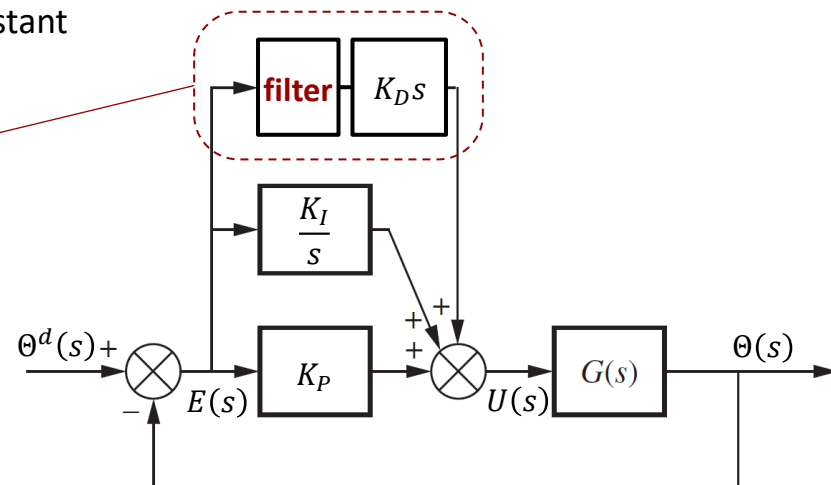 stant
filter K_D s
K_I
s
+
+
Θ^d(s) +
−
E(s)
K_P
+
U(s)
G(s)
Θ(s)